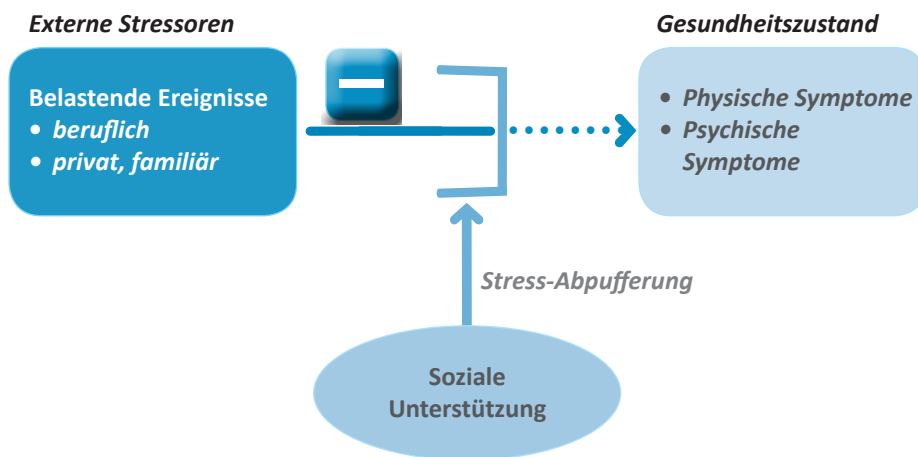 Externe Stressoren
Gesundheitszustand
Belastende Ereignisse
• beruflich
• privat, familiär
• Physische Symptome
• Psychische
Symptome
Stress-Abpufferung
Soziale
Unterstützung